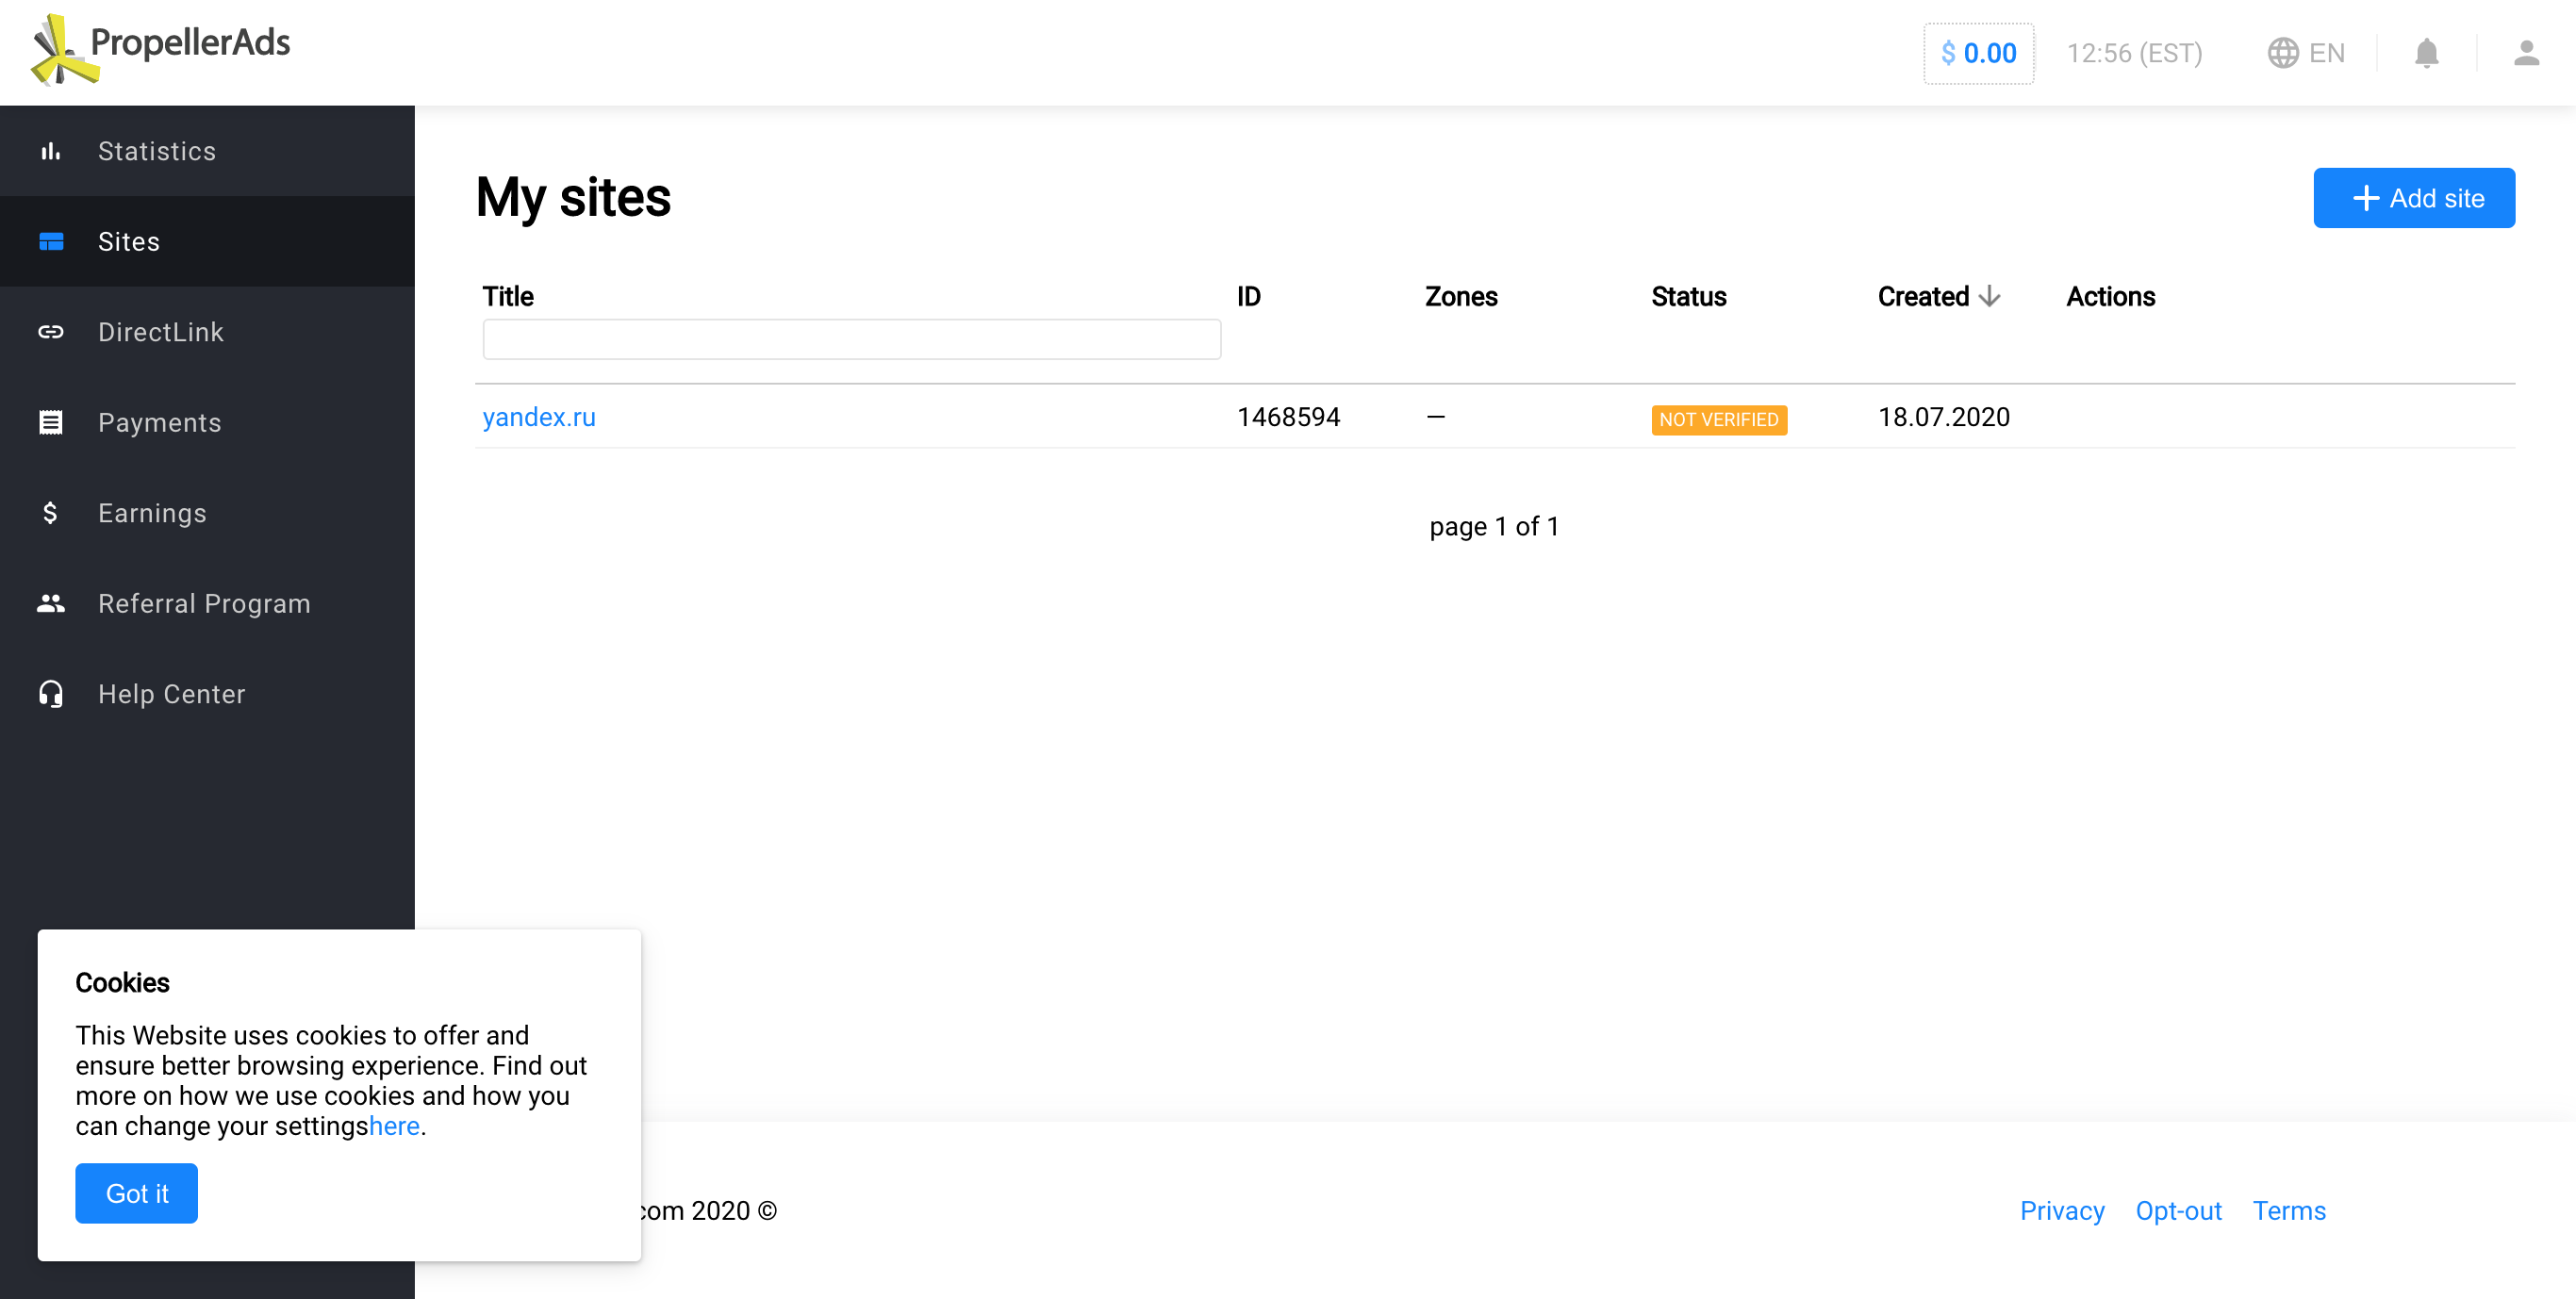 PropellerAds
$ 0.00
12:56 (EST)
EN
Statistics
Sites
DirectLink
Payments
Earnings
Referral Program
Help Center
My sites
Add site
Title ID Zones Status Created Actions
yandex.ru 1468594 — NOT VERIFIED 18.07.2020
page 1 of 1
Cookies
This Website uses cookies to offer and
ensure better browsing experience. Find out
more on how we use cookies and how you
can change your settingshere.
Got it
com 2020 ©
Privacy Opt-out Terms